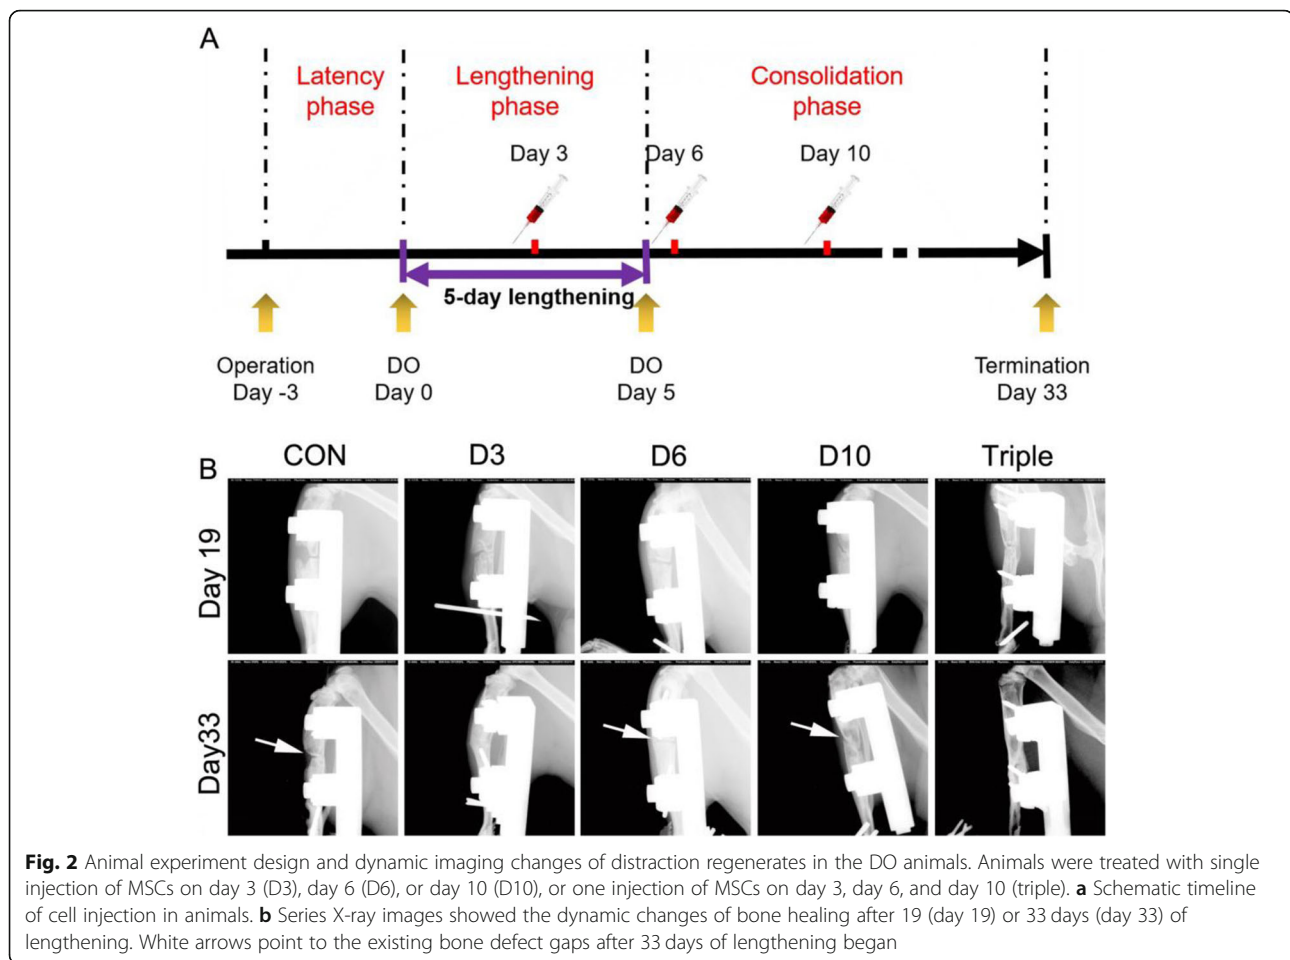 A
Latency
phase
Lengthening
phase
Consolidation
phase
Day 3
Day 6
Day 10
5-day lengthening
Operation
Day -3
DO
Day 0
DO
Day 5
Termination
Day 33
B
CON
D3
D6
D10
Triple
Day 19
Day33
Fig. 2 Animal experiment design and dynamic imaging changes of distraction regenerates in the DO animals. Animals were treated with single
injection of MSCs on day 3 (D3), day 6 (D6), or day 10 (D10), or one injection of MSCs on day 3, day 6, and day 10 (triple). a Schematic timeline
of cell injection in animals. b Series X-ray images showed the dynamic changes of bone healing after 19 (day 19) or 33 days (day 33) of
lengthening. White arrows point to the existing bone defect gaps after 33 days of lengthening began